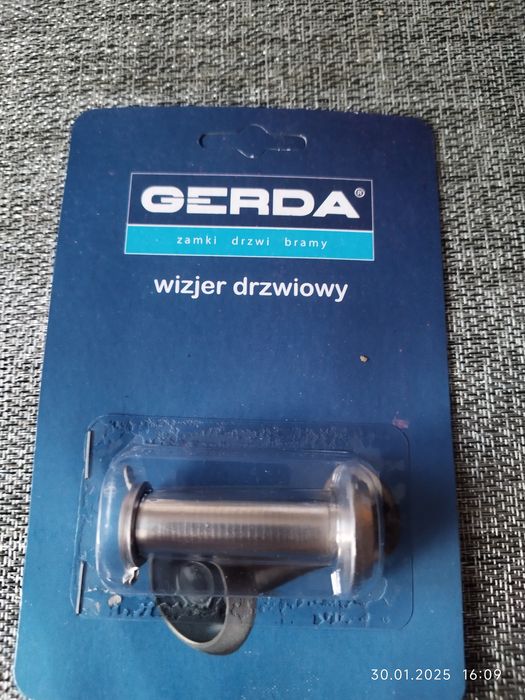 GERDA®
zamki drzwi bramy
wizjer drzwiowy
30.01.2025 16:09